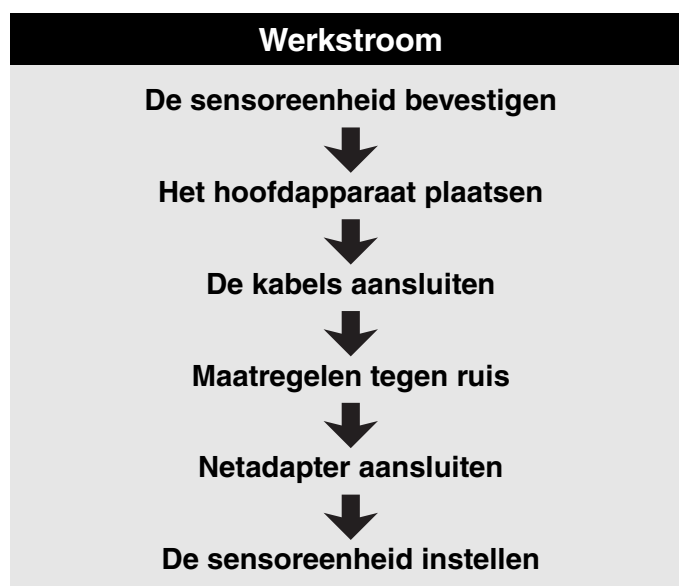 Werkstroom
De sensoreenheid bevestigen
Het hoofdapparaat plaatsen
De kabels aansluiten
Maatregelen tegen ruis
Netadapter aansluiten
De sensoreenheid instellen